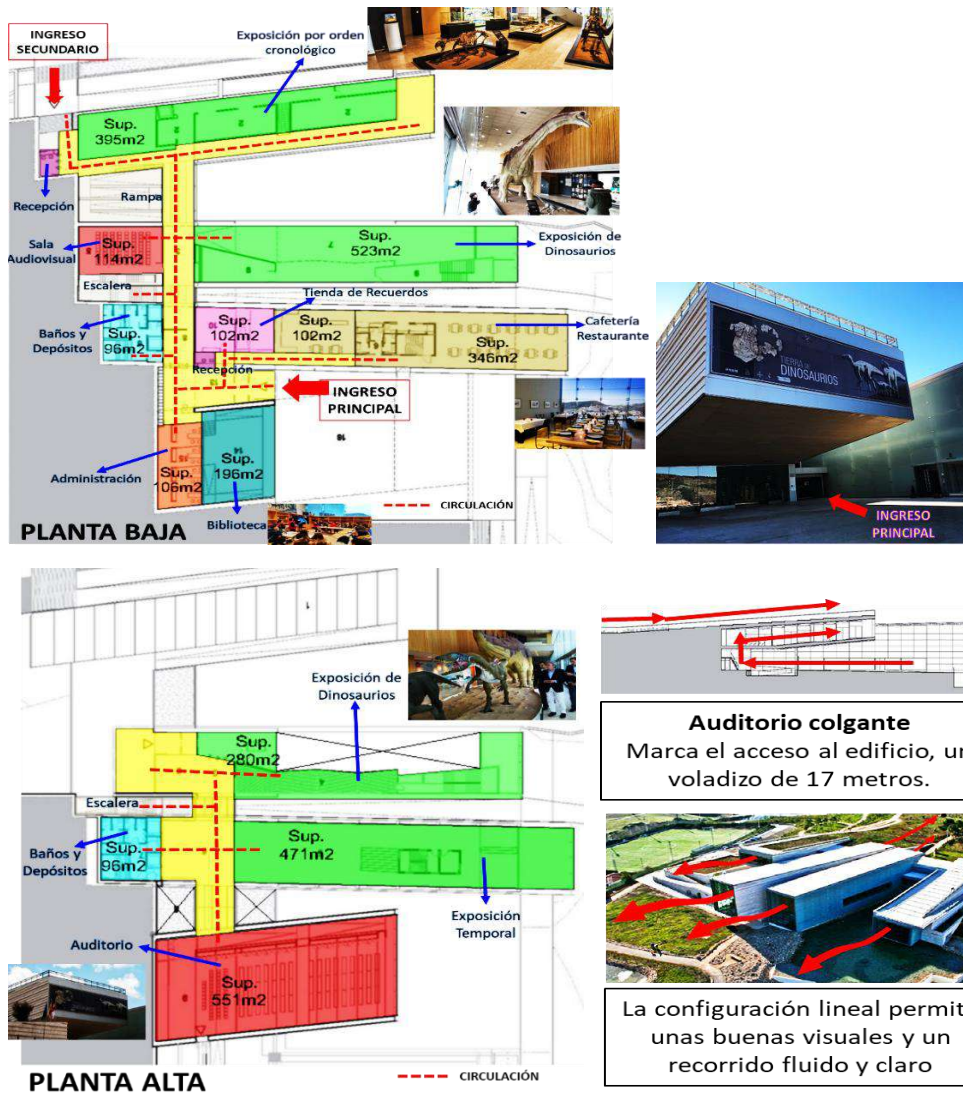 INGRESO
SECUNDARIO
Exposición por orden
cronológico
Sup.
395m2
Recepción
Rampa
Sala
Audiovisual
Sup.
114m2
Sup.
523m2
Exposición de
Dinosaurios
Escalera
Tienda de Recuerdos
Baños y
Depósitos
Sup.
96m2
Sup.
102m2
Sup.
102m2
Sup.
346m2
Cafetería
Restaurante
Recepción
INGRESO
PRINCIPAL
Administración
Sup.
106m2
Sup.
196m2
Biblioteca
CIRCULACIÓN
PLANTA BAJA
TIERRA DE
DINOSAURIOS
INGRESO
PRINCIPAL
Exposición de
Dinosaurios
Sup.
280m2
Escalera
Baños y
Depósitos
Sup.
96m2
Sup.
471m2
Exposición
Temporal
Auditorio
Sup.
551m2
CIRCULACIÓN
PLANTA ALTA
Auditorio colgante
Marca el acceso al edificio, un
voladizo de 17 metros.
La configuración lineal permit
unas buenas visuales y un
recorrido fluido y claro